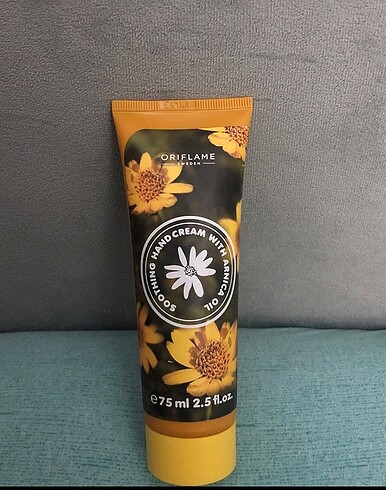 ORIFLAME
SWEDEN
SOOTHING HAND CREAM WITH ARNICA OIL
℮75 ml 2.5 fl.oz.